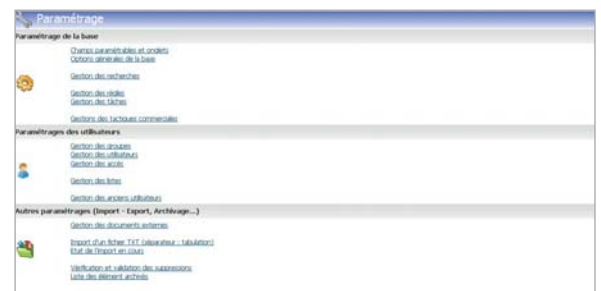 Paramétrage
Paramétrage de la base
Champs paramétrables et onglets
Options générales de la base
Gestion des recherches
Gestion des règles
Gestion des tâches
Gestions des tactiques commerciales
Paramétrages des utilisateurs
Gestion des groupes
Gestion des utilisateurs
Gestion des accès
Gestion des listes
Gestion des anciens utilisateurs
Autres paramétrages (Import - Export, Archivage...)
Gestion des documents externes
Import d'un fichier TXT (séparateur : tabulation)
Etat de l'import en cours
Vérification et validation des suppressions
Liste des élément archivés